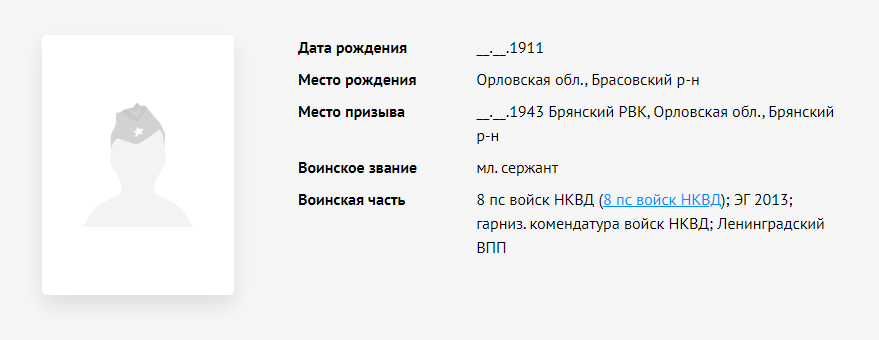 Дата рождения __.__.1911
Место рождения Орловская обл., Брасовский р-н
Место призыва __.__.1943 Брянский РВК, Орловская обл., Брянский
р-н
Воинское звание мл. сержант
Воинская часть 8 пс войск НКВД (8 пс войск НКВД); ЭГ 2013;
гарниз. комендатура войск НКВД; Ленинградский
ВПП